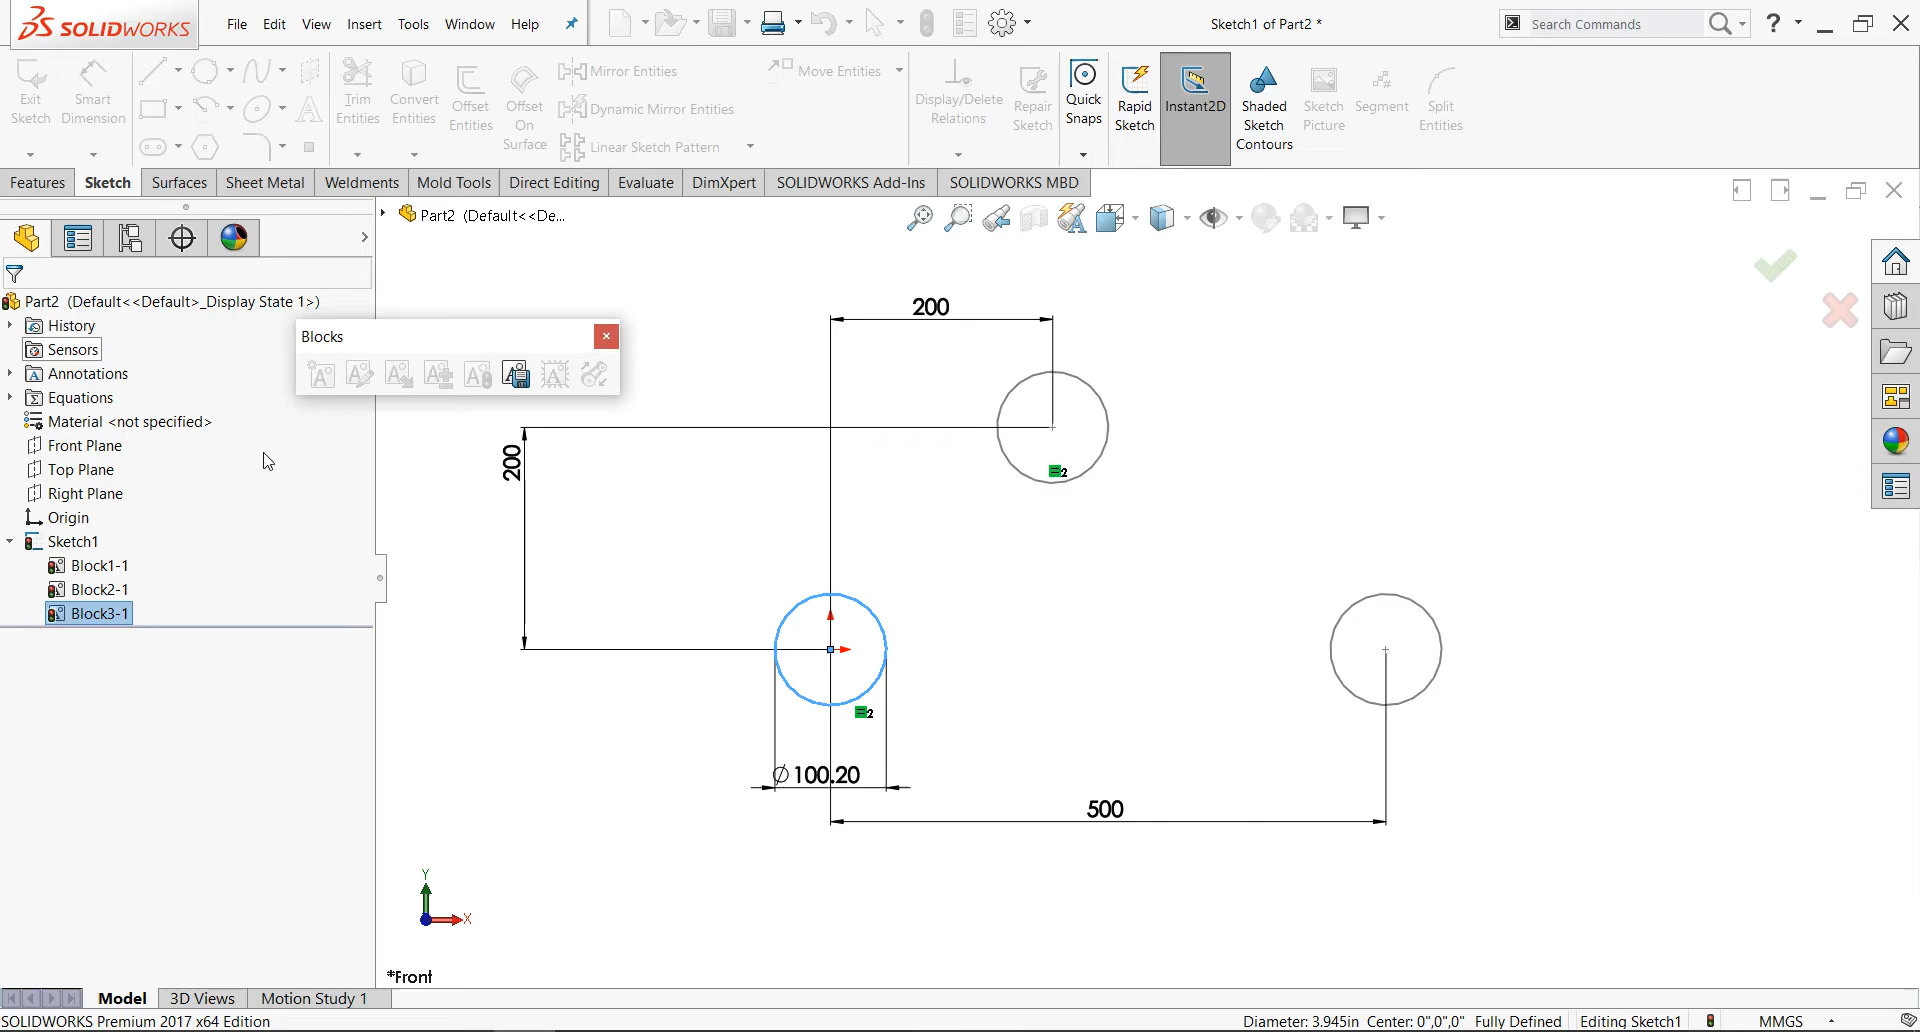 SOLIDWORKS
File Edit View Insert Tools Window Help
Sketch1 of Part2 *
Search Commands
?
Exit Sketch
Smart Dimension
Trim Entities
Convert Entities
Offset Entities
Offset On Surface
Mirror Entities
Dynamic Mirror Entities
Linear Sketch Pattern
Move Entities
Display/Delete Relations
Repair Sketch
Quick Snaps
Rapid Sketch
Instant2D
Shaded Sketch Contours
Sketch Picture
Segment
Split Entities
Features Sketch Surfaces Sheet Metal Weldments Mold Tools Direct Editing Evaluate DimXpert SOLIDWORKS Add-Ins SOLIDWORKS MBD
Part2 (Default<<De...
Part2 (Default<<Default>_Display State 1>)
History
Sensors
Annotations
Equations
Material <not specified>
Front Plane
Top Plane
Right Plane
Origin
Sketch1
Block1-1
Block2-1
Block3-1
Blocks
200
200
2
2
∅ 100.20
500
Y
X
*Front
Model 3D Views Motion Study 1
SOLIDWORKS Premium 2017 x64 Edition
Diameter: 3.945in Center: 0",0",0" Fully Defined Editing Sketch1 MMGS